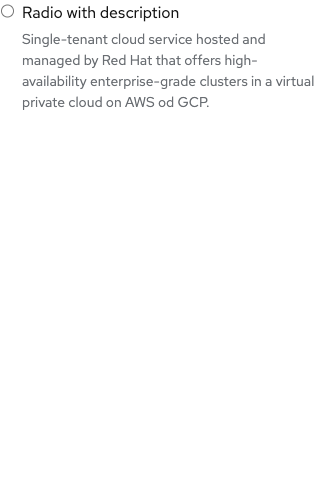 Radio with description
Single-tenant cloud service hosted and
managed by Red Hat that offers high-
availability enterprise-grade clusters in a virtual
private cloud on AWS od GCP.